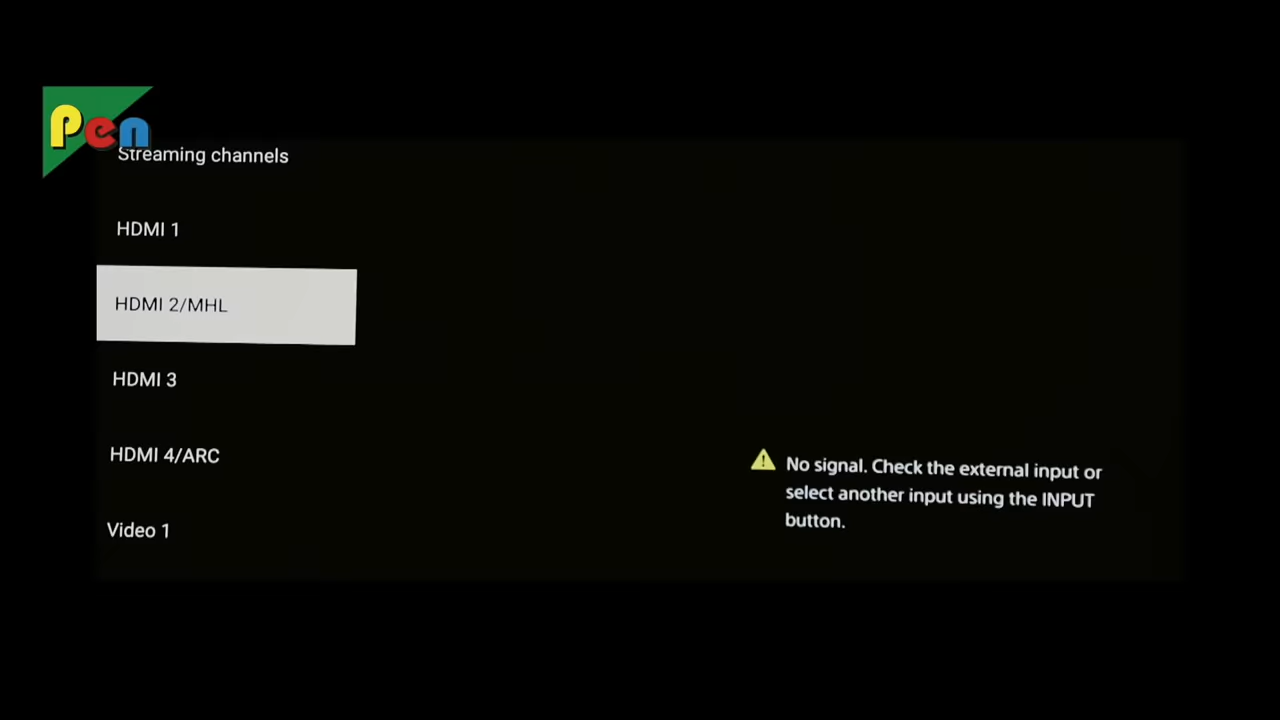 Pen
Streaming channels
HDMI 1
HDMI 2/MHL
HDMI 3
HDMI 4/ARC
Video 1
No signal. Check the external input or
select another input using the INPUT
button.